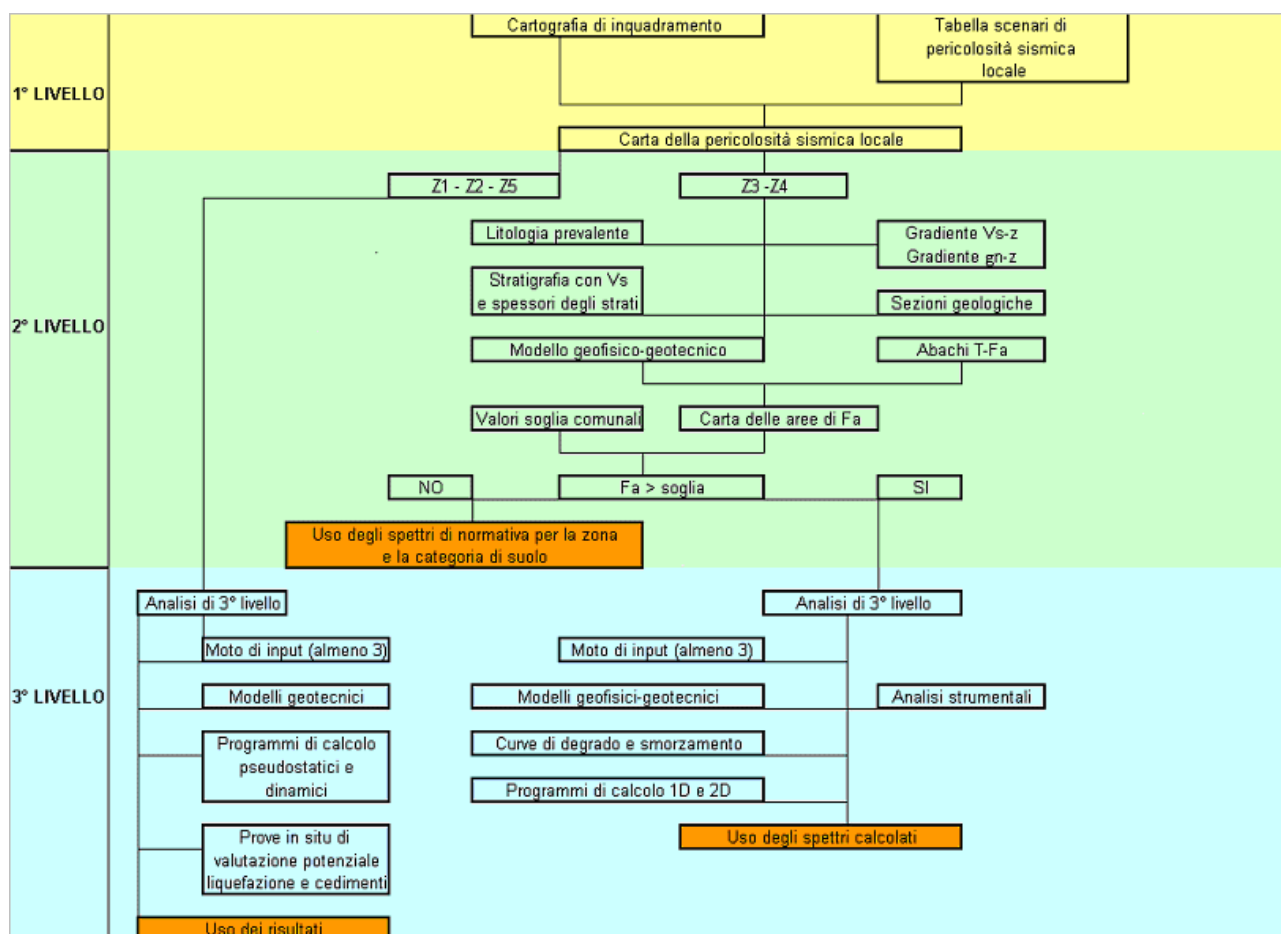 Cartografia di inquadramento
Tabella scenari di
pericolosità sismica
locale
1° LIVELLO
Carta della pericolosità sismica locale
Z1 - Z2 - Z5
Z3 -Z4
Litologia prevalente
Gradiente Vs-z
Gradiente gn-z
Stratigrafia con Vs
e spessori degli strati
Sezioni geologiche
2° LIVELLO
Modello geofisico-geotecnico
Abachi T-Fa
Valori soglia comunali
Carta delle aree di Fa
NO
Fa > soglia
SI
Uso degli spettri di normativa per la zona
e la categoria di suolo
Analisi di 3° livello
Analisi di 3° livello
Moto di input (almeno 3)
Moto di input (almeno 3)
3° LIVELLO
Modelli geotecnici
Modelli geofisici-geotecnici
Analisi strumentali
Programmi di calcolo
pseudostatici e
dinamici
Curve di degrado e smorzamento
Programmi di calcolo 1D e 2D
Prove in situ di
valutazione potenziale
liquefazione e cedimenti
Uso degli spettri calcolati
Uso dei risultati